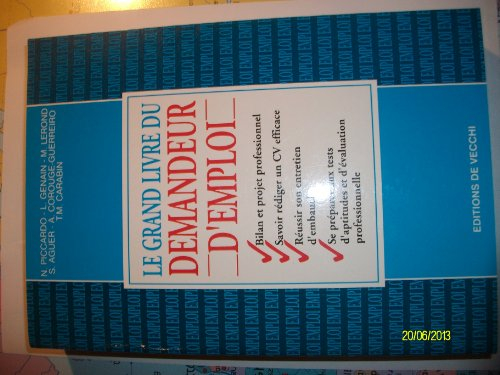 N. PICCARDO - L. GENAIN - M. LEROND
S. AGUER - A. COROUGE-GUERREIRO
T.M. CARABIN
LE GRAND LIVRE DU
DEMANDEUR
D'EMPLOI
Bilan et projet professionnel
Savoir rédiger un CV efficace
Réussir son entretien
d'embauche
Se préparer aux tests
d'aptitudes et d'évaluation
professionnelle
EDITIONS DE VECCHI
20/06/2013